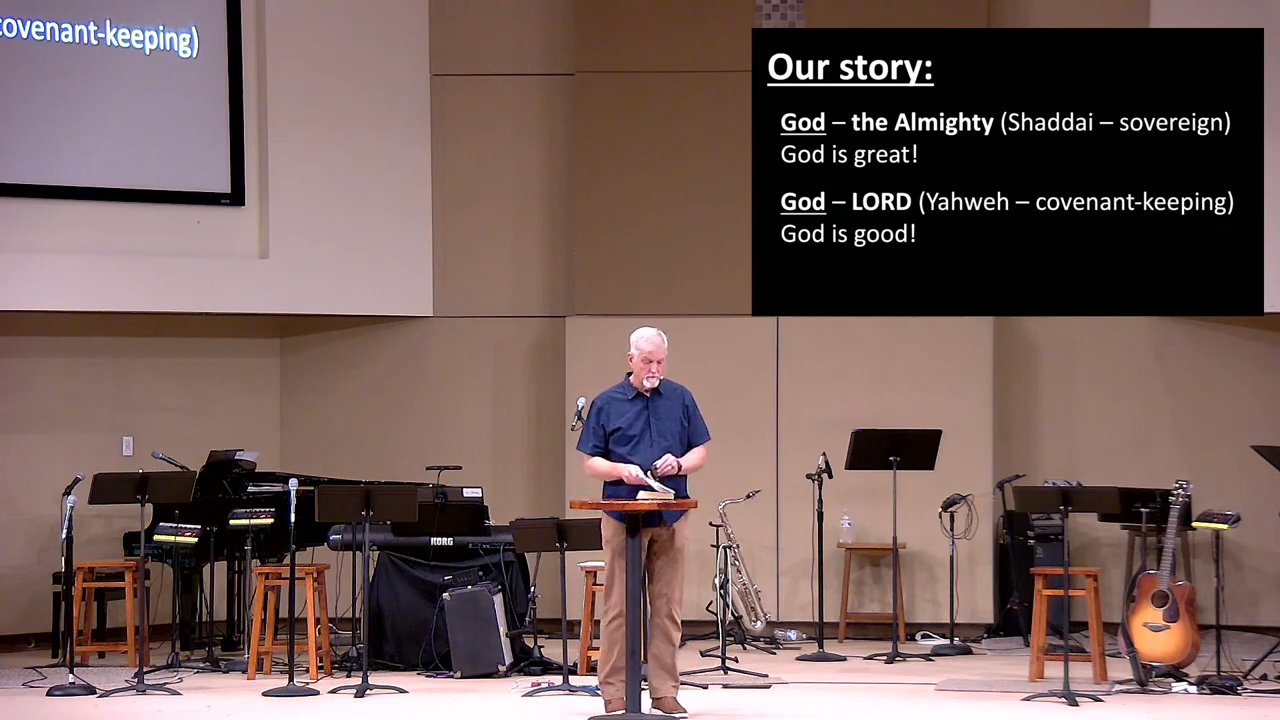 covenant-keeping)
Our story:
God – the Almighty (Shaddai – sovereign)
God is great!
God – LORD (Yahweh – covenant-keeping)
God is good!
KORG